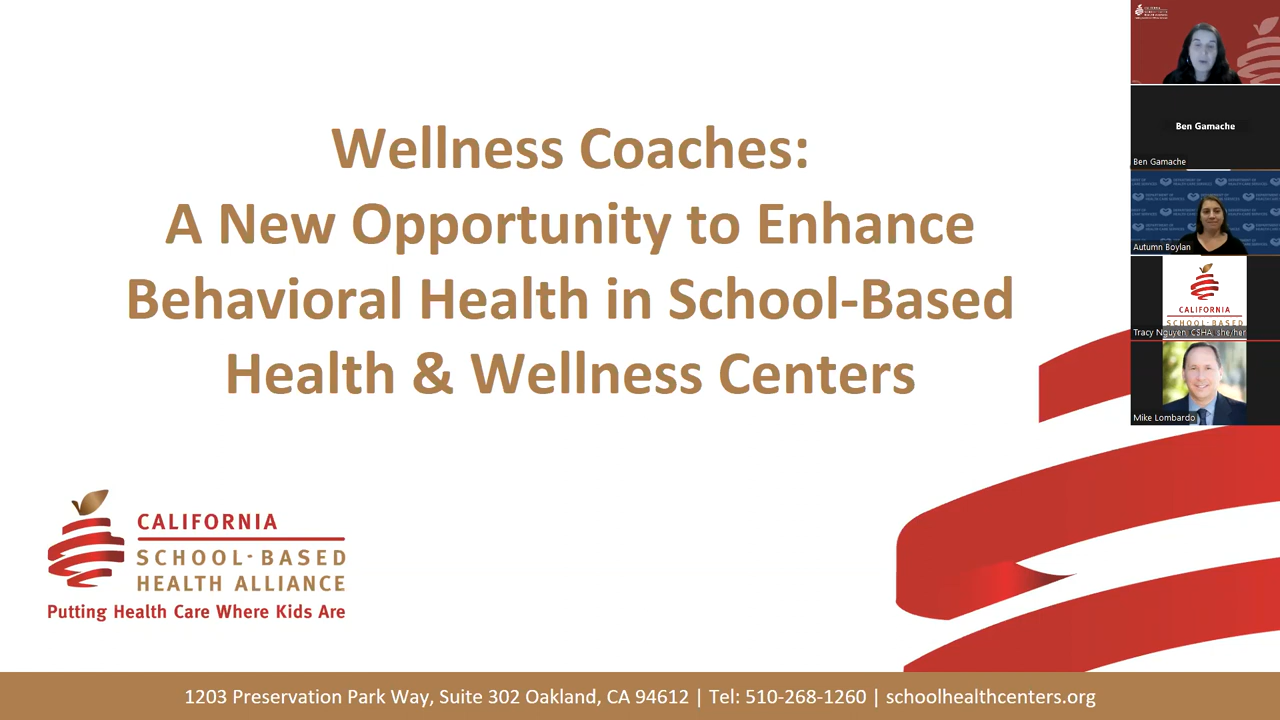 Wellness Coaches:
A New Opportunity to Enhance
Behavioral Health in School-Based
Health & Wellness Centers
CALIFORNIA
SCHOOL-BASED
HEALTH ALLIANCE
Putting Health Care Where Kids Are
1203 Preservation Park Way, Suite 302 Oakland, CA 94612 | Tel: 510-268-1260 | schoolhealthcenters.org
Ben Gamache
Ben Gamache
Autumn Boylan
CALIFORNIA
SCHOOL-BASED
Tracy Nguyen, CSHA, she/her
Mike Lombardo